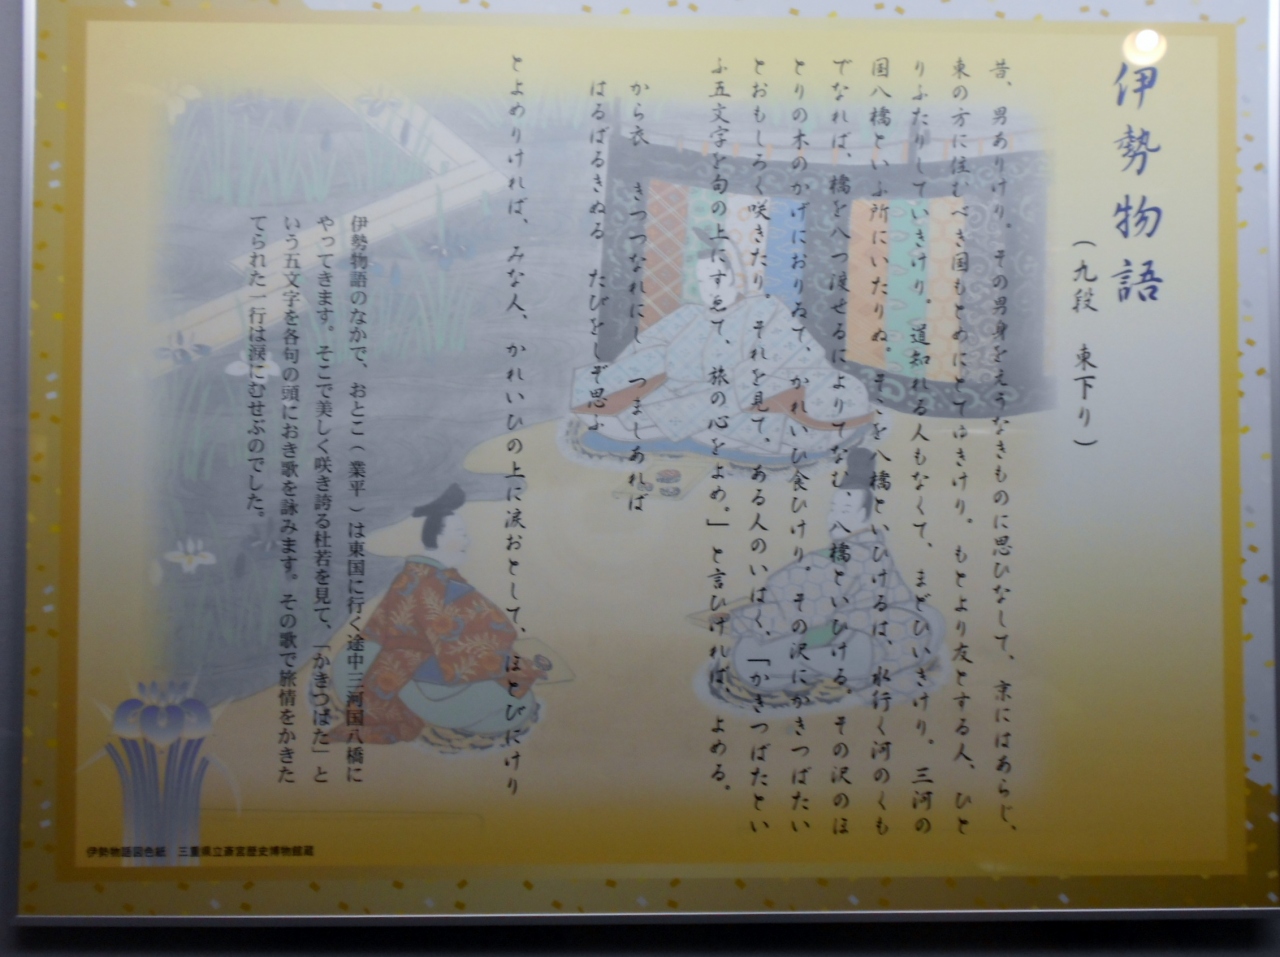 伊勢物語
（九段　東下り）
昔、男ありけり。その男身をえうなきものに思ひなして、京にはあらじ、
東の方に住むべき国もとめにとてゆきけり。もとより友とする人、ひと
りふたりしていきけり。道知れる人もなくて、まどひいきけり。三河の
国八橋といふ所にいたりぬ。そこを八橋といひけるは、水行く河のくも
でなれば、橋を八つ渡せるによりてなむ、八橋といひける。その沢のほ
とりの木のかげにおりゐて、かれいひ食ひけり。その沢にかきつばたい
とおもしろく咲きたり。それを見て、ある人のいはく、「かきつばたとい
ふ五文字を句の上にすゑて、旅の心をよめ。」と言ひければ、よめる。
から衣　きつつなれにし　つましあれば
はるばるきぬる　たびをしぞ思ふ
とよめりければ、みな人、かれいひの上に涙おとして、ほとびにけり
伊勢物語のなかで、おとこ（業平）は東国に行く途中三河国八橋に
やってきます。そこで美しく咲き誇る杜若を見て、「かきつばた」と
いう五文字を各句の頭におき歌を詠みます。その歌で旅情をかきた
てられた一行は涙にむせぶのでした。
伊勢物語図色紙　三重県立斎宮歴史博物館蔵